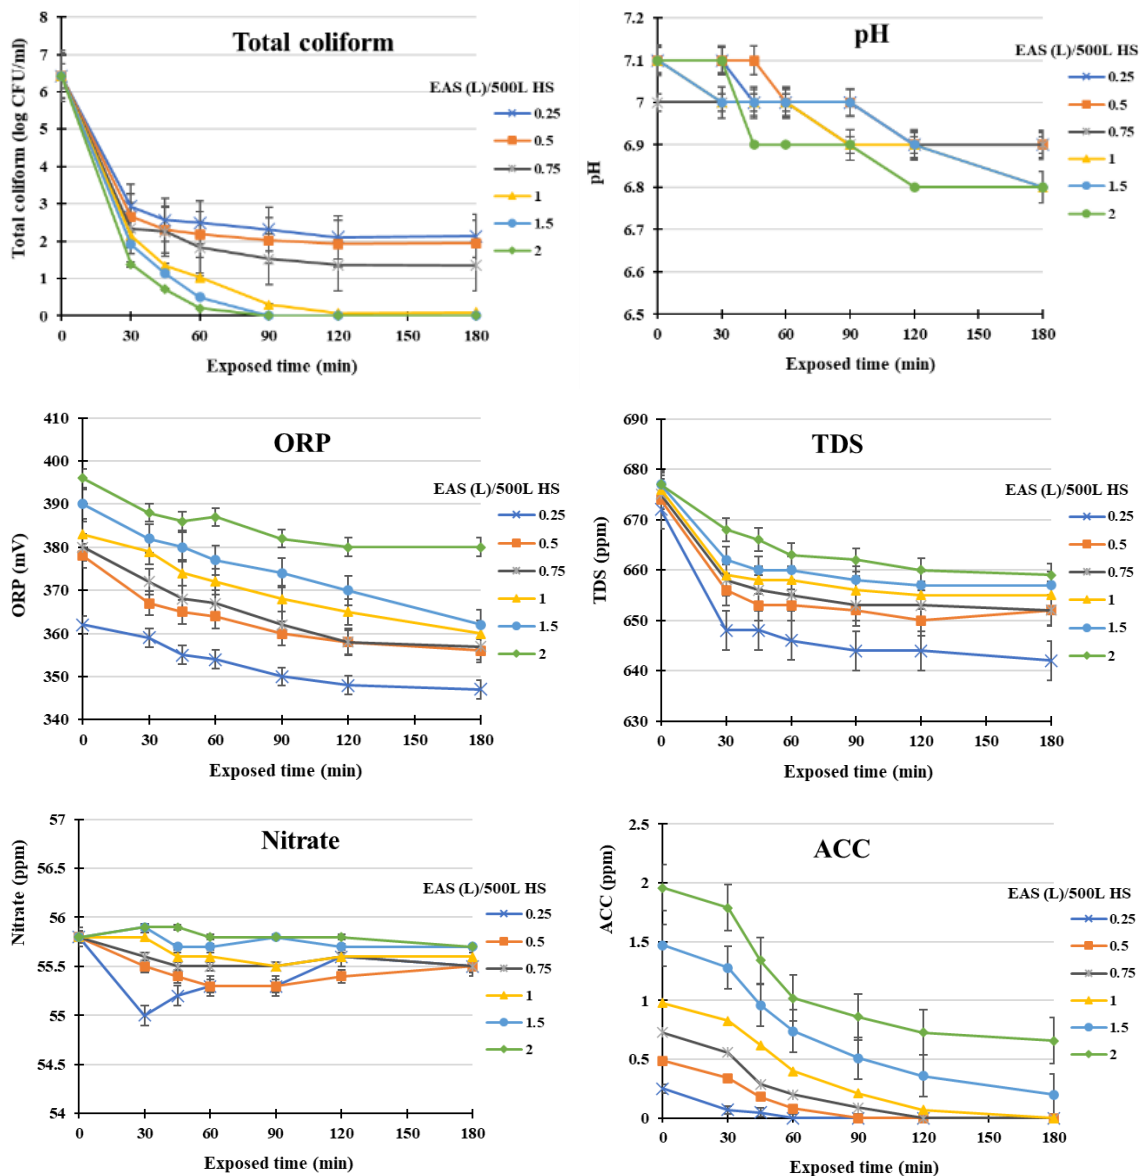 Total coliform
Total coliform (log CFU/ml)
8
7
6
5
4
3
2
1
0
0 30 60 90 120 150 180
Exposed time (min)
EAS (L)/500L HS
0.25
0.5
0.75
1
1.5
2
pH
pH
7.2
7.1
7
6.9
6.8
6.7
6.6
6.5
0 30 60 90 120 150 180
Exposed time (min)
EAS (L)/500L HS
0.25
0.5
0.75
1
1.5
2
ORP
ORP (mV)
410
400
390
380
370
360
350
340
0 30 60 90 120 150 180
Exposed time (min)
EAS (L)/500L HS
0.25
0.5
0.75
1
1.5
2
TDS
TDS (ppm)
690
680
670
660
650
640
630
0 30 60 90 120 150 180
Exposed time (min)
EAS (L)/500L HS
0.25
0.5
0.75
1
1.5
2
Nitrate
Nitrate (ppm)
57
56.5
56
55.5
55
54.5
54
0 30 60 90 120 150 180
Exposed time (min)
EAS (L)/500L HS
0.25
0.5
0.75
1
1.5
2
ACC
ACC (ppm)
2.5
2
1.5
1
0.5
0
0 30 60 90 120 150 180
Exposed time (min)
EAS (L)/500L HS
0.25
0.5
0.75
1
1.5
2